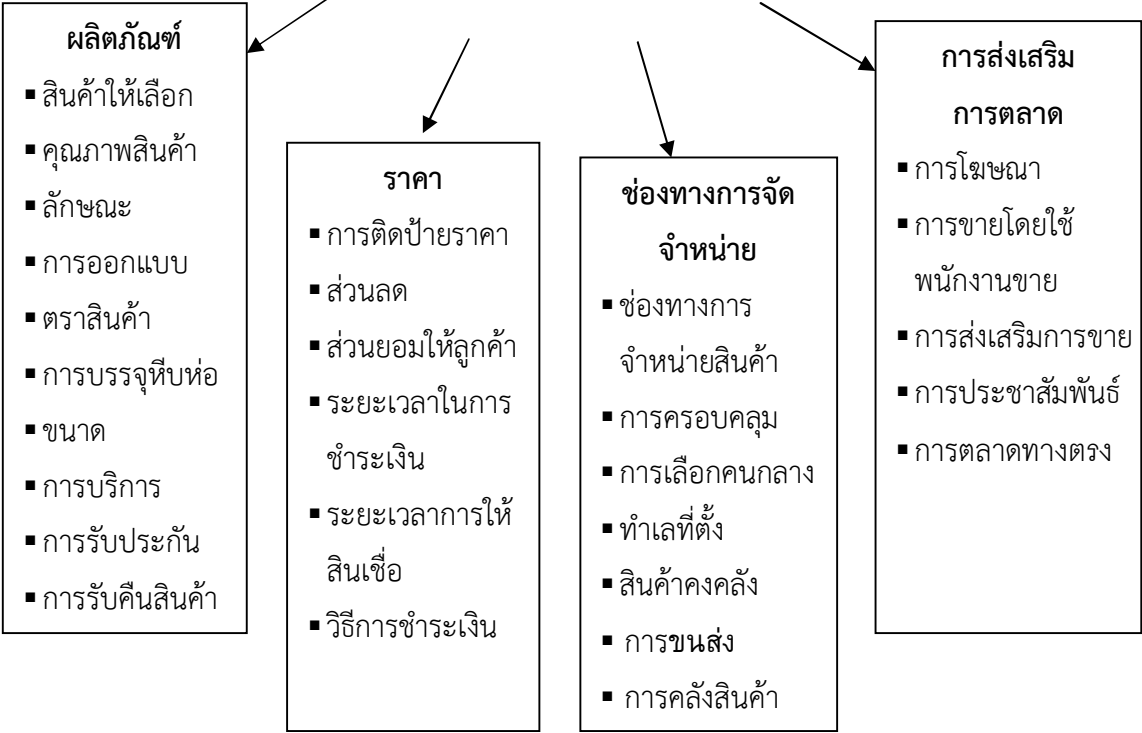 ผลิตภัณฑ์
▪ สินค้าให้เลือก
▪ คุณภาพสินค้า
▪ ลักษณะ
▪ การออกแบบ
▪ ตราสินค้า
▪ การบรรจุหีบห่อ
▪ ขนาด
▪ การบริการ
▪ การรับประกัน
▪ การรับคืนสินค้า
ราคา
▪ การติดป้ายราคา
▪ ส่วนลด
▪ ส่วนยอมให้ลูกค้า
▪ ระยะเวลาในการ
ชำระเงิน
▪ ระยะเวลาการให้
สินเชื่อ
▪ วิธีการชำระเงิน
ช่องทางการจัด
จำหน่าย
▪ ช่องทางการ
จำหน่ายสินค้า
▪ การครอบคลุม
▪ การเลือกคนกลาง
▪ ทำเลที่ตั้ง
▪ สินค้าคงคลัง
▪ การขนส่ง
▪ การคลังสินค้า
การส่งเสริม
การตลาด
▪ การโฆษณา
▪ การขายโดยใช้
พนักงานขาย
▪ การส่งเสริมการขาย
▪ การประชาสัมพันธ์
▪ การตลาดทางตรง